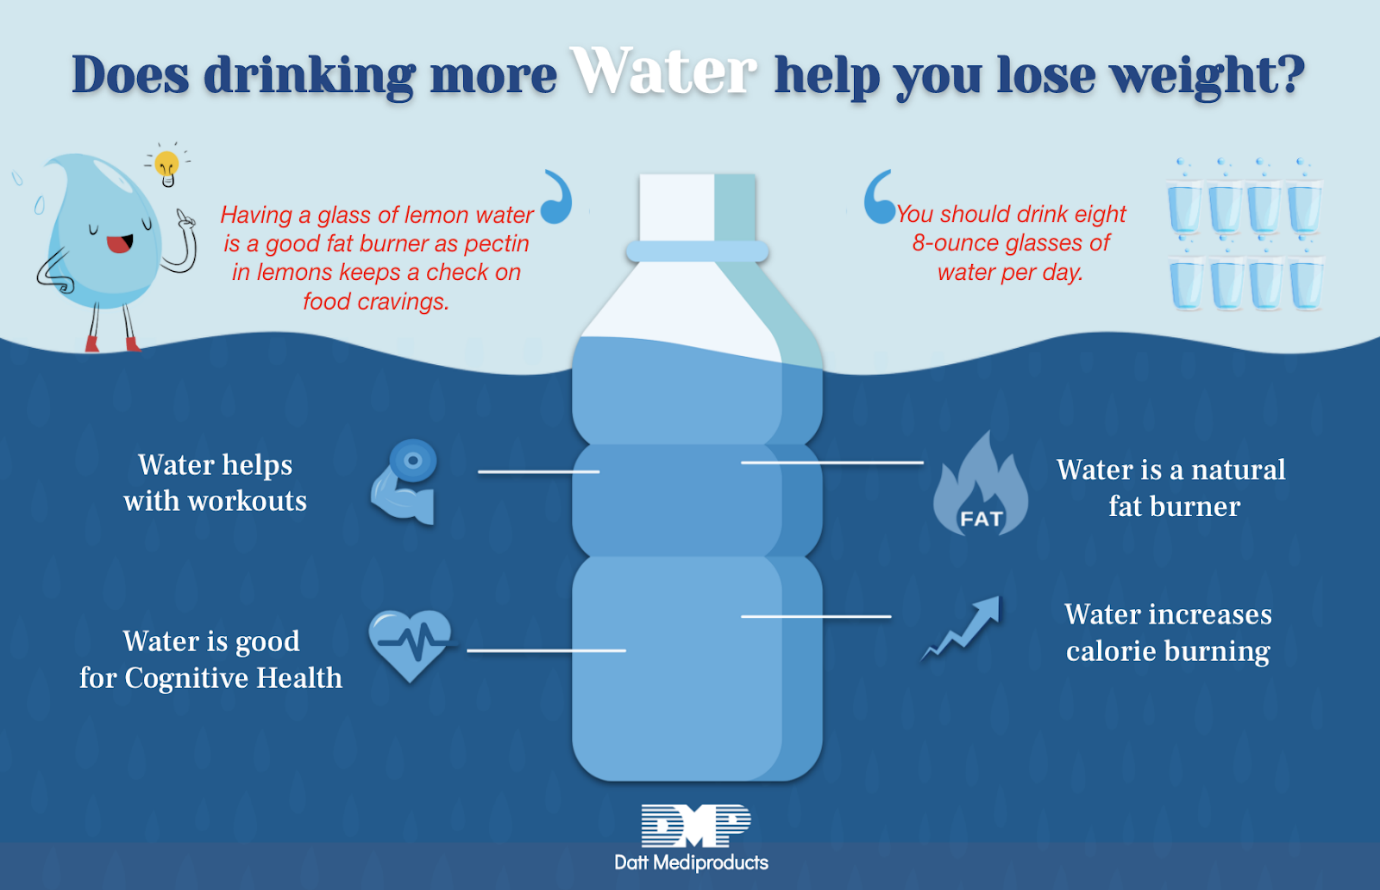 Does drinking more Water help you lose weight?
Having a glass of lemon water
is a good fat burner as pectin
in lemons keeps a check on
food cravings.
You should drink eight
8-ounce glasses of
water per day.
Water helps
with workouts
FAT
Water is a natural
fat burner
Water is good
for Cognitive Health
Water increases
calorie burning
DMP
Datt Mediproducts